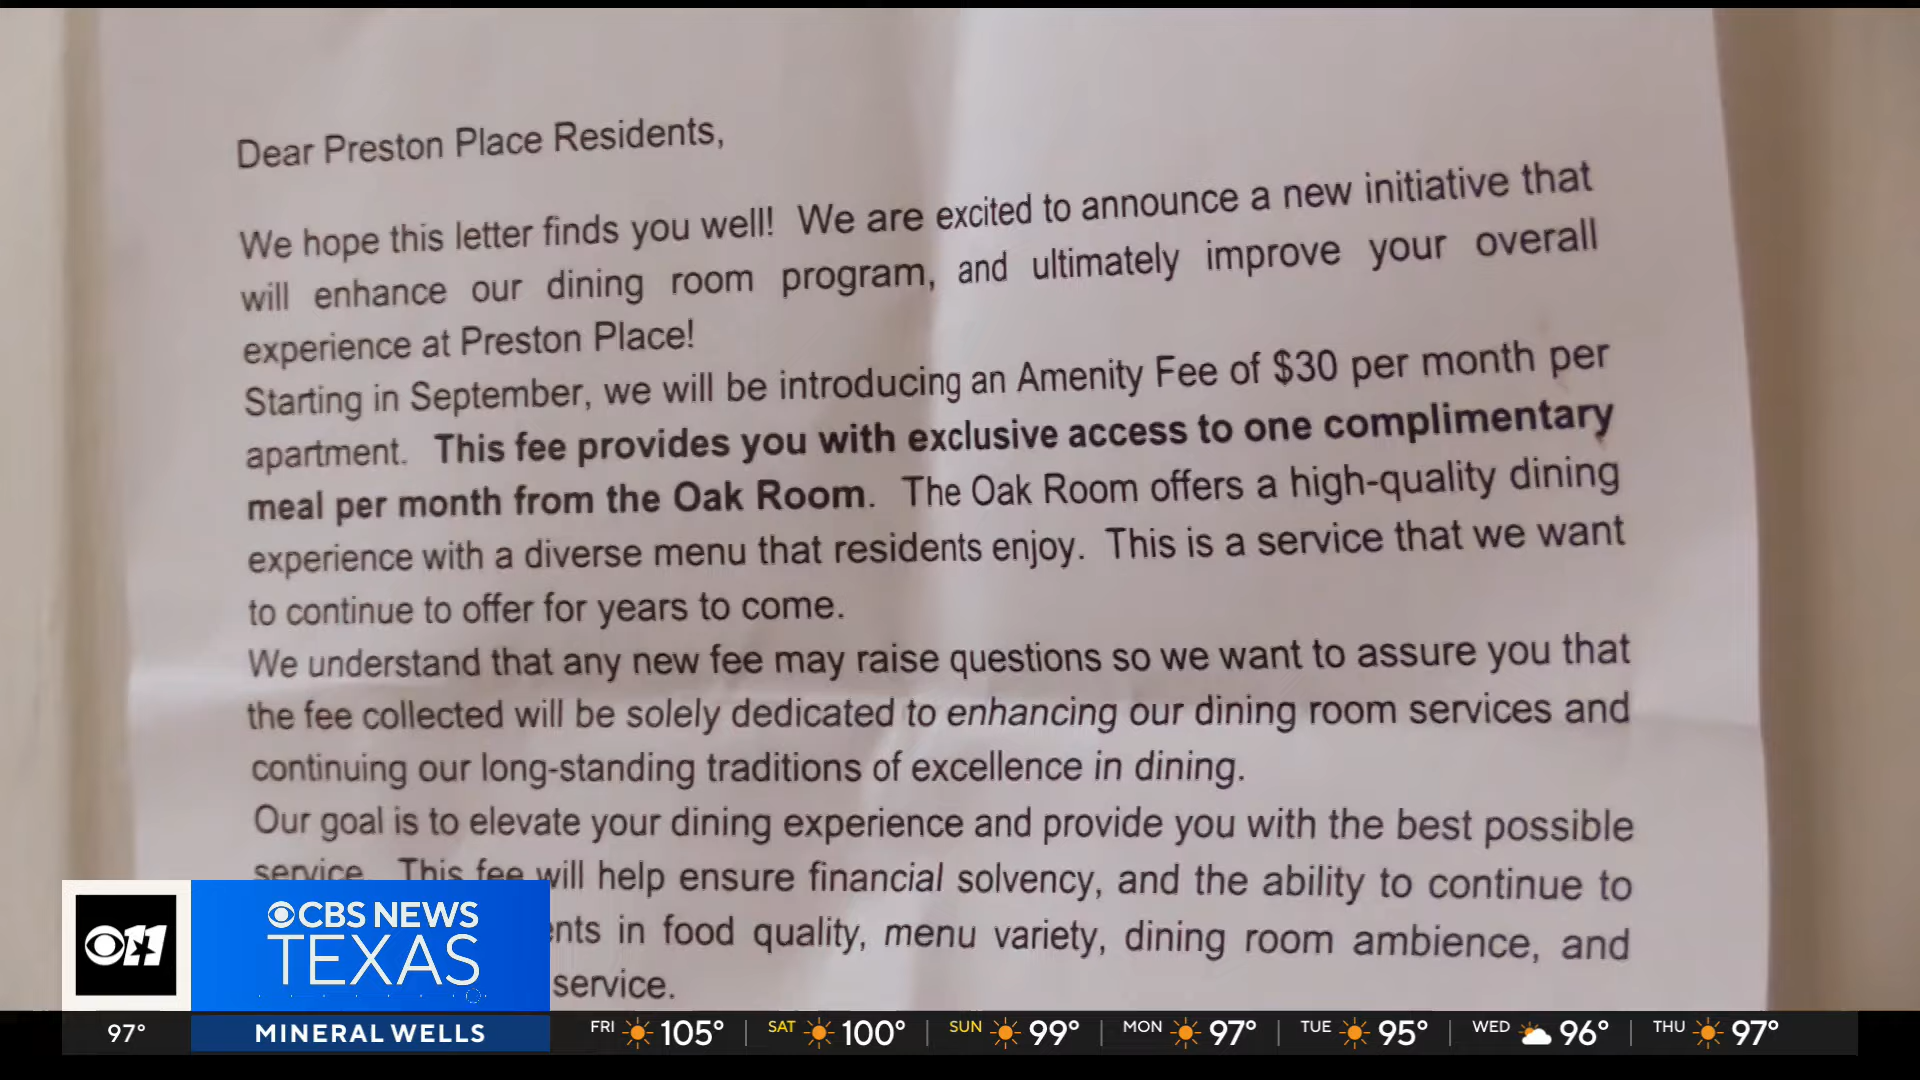 Dear Preston Place Residents,
We hope this letter finds you well! We are excited to announce a new initiative that
will enhance our dining room program, and ultimately improve your overall
experience at Preston Place!
Starting in September, we will be introducing an Amenity Fee of $30 per month per
apartment. This fee provides you with exclusive access to one complimentary
meal per month from the Oak Room. The Oak Room offers a high-quality dining
experience with a diverse menu that residents enjoy. This is a service that we want
to continue to offer for years to come.
We understand that any new fee may raise questions so we want to assure you that
the fee collected will be solely dedicated to enhancing our dining room services and
continuing our long-standing traditions of excellence in dining.
Our goal is to elevate your dining experience and provide you with the best possible
service. This fee will help ensure financial solvency, and the ability to continue to
in food quality, menu variety, dining room ambience, and
service.
11
CBS NEWS
TEXAS
97° MINERAL WELLS FRI 105° SAT 100° SUN 99° MON 97° TUE 95° WED 96° THU 97°